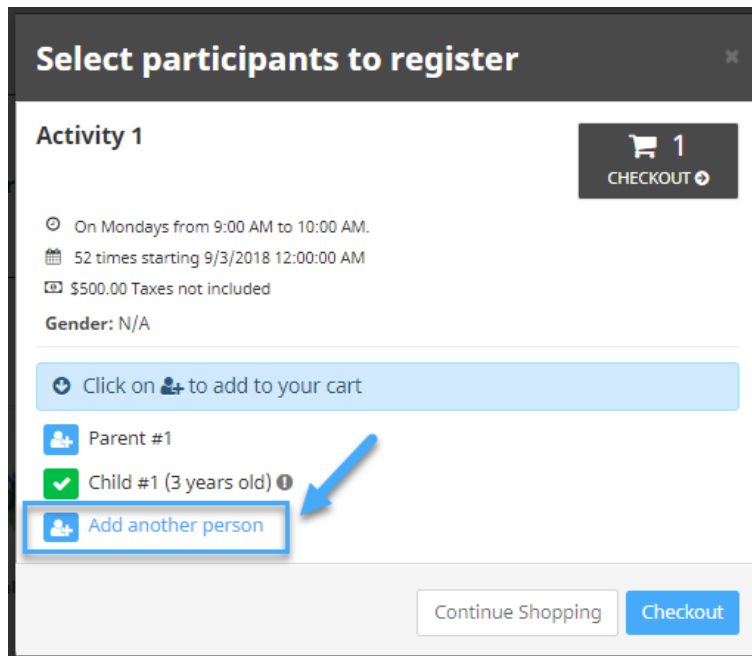 Select participants to register
Activity 1
1
CHECKOUT
On Mondays from 9:00 AM to 10:00 AM.
52 times starting 9/3/2018 12:00:00 AM
$500.00 Taxes not included
Gender: N/A
Click on to add to your cart
Parent #1
Child #1 (3 years old)
Add another person
Continue Shopping
Checkout